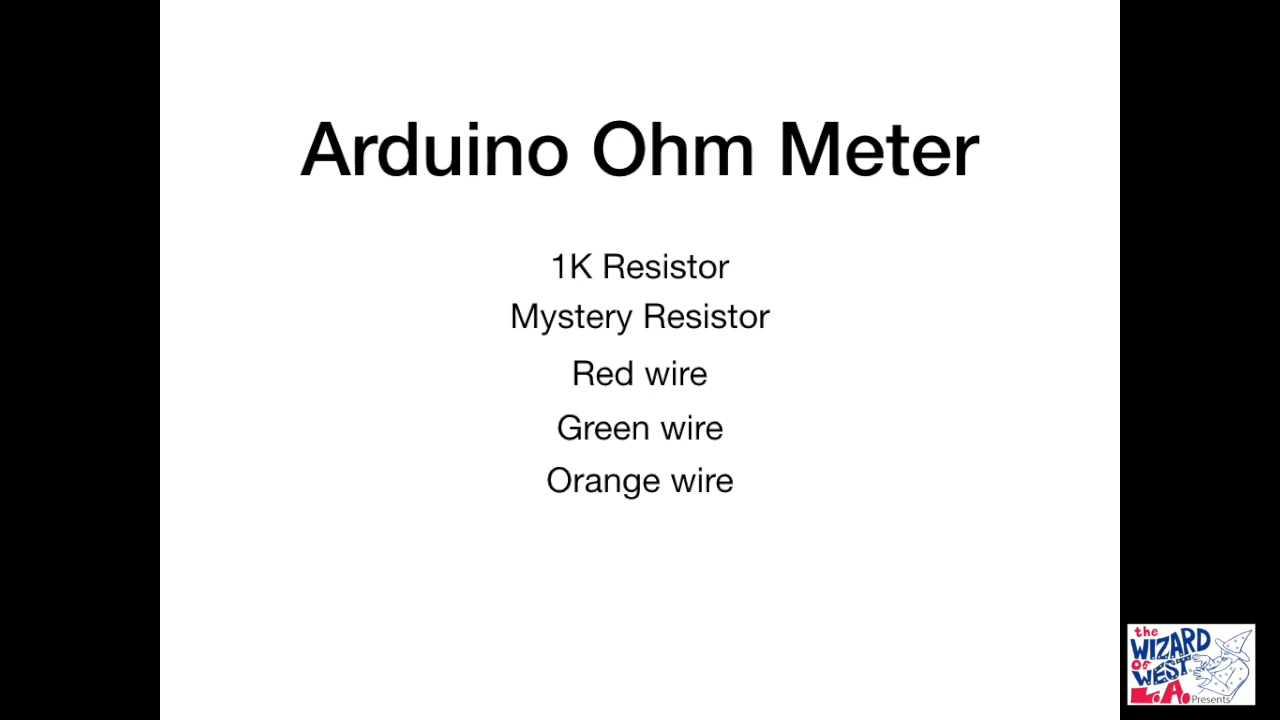 Arduino Ohm Meter
1K Resistor
Mystery Resistor
Red wire
Green wire
Orange wire
the
WIZARD
OF
WEST
L.A.
Presents